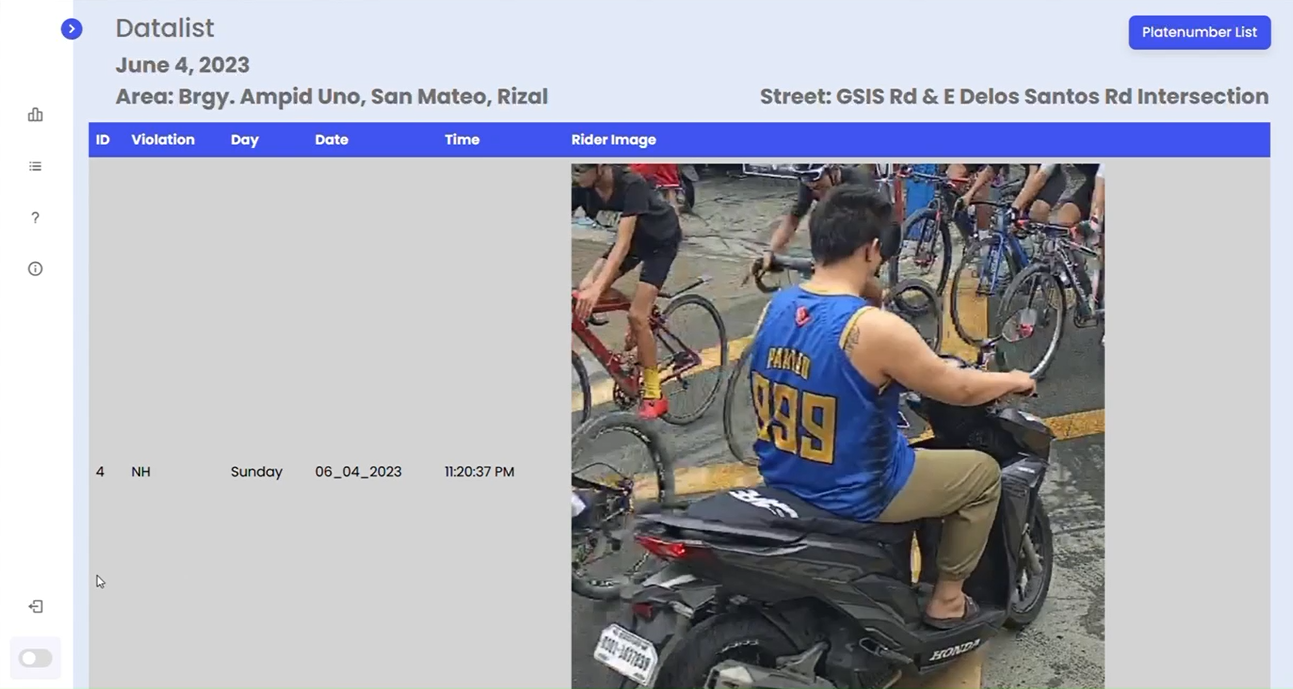 Datalist
Platenumber List
June 4, 2023
Area: Brgy. Ampid Uno, San Mateo, Rizal
Street: GSIS Rd & E Delos Santos Rd Intersection
ID Violation Day Date Time Rider Image
4 NH Sunday 06_04_2023 11:20:37 PM
999
HONDA